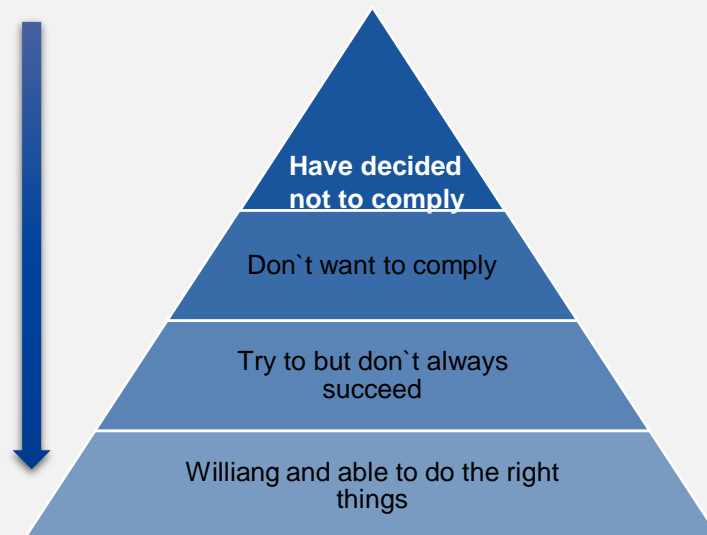 Have decided
not to comply
Don`t want to comply
Try to but don`t always
succeed
Williang and able to do the right
things